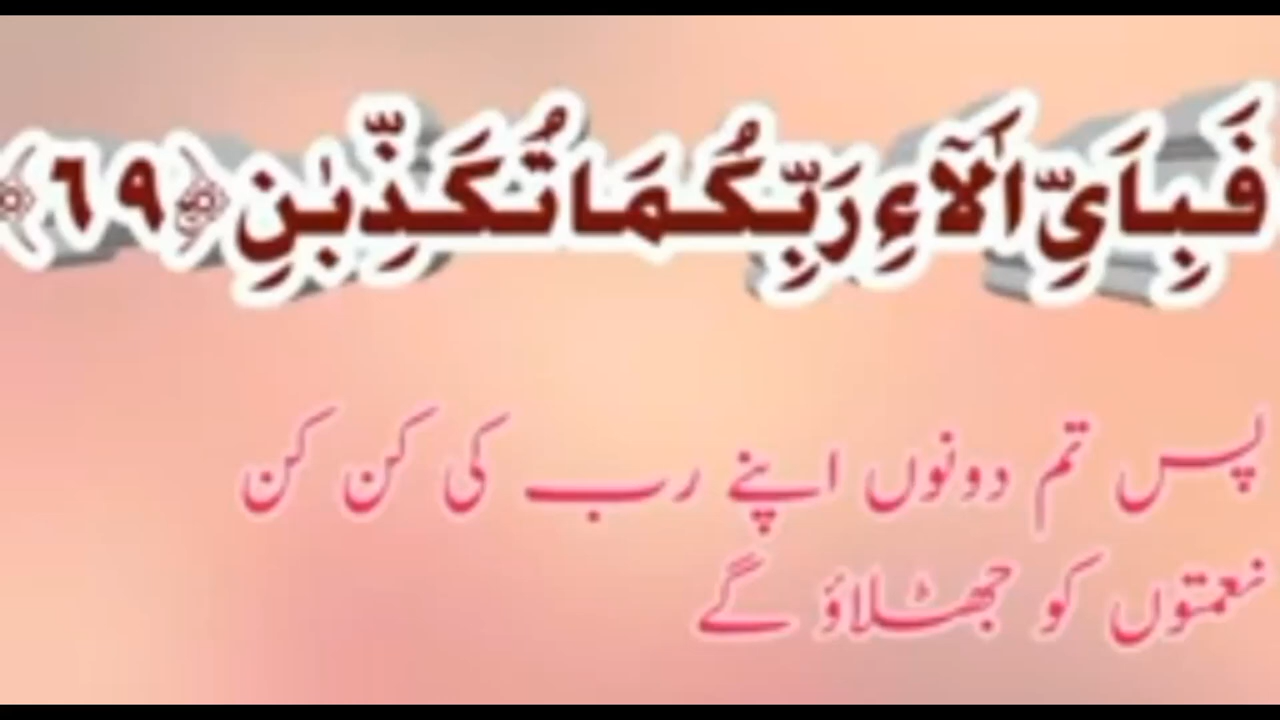 فَبِاَیِّ اٰلَآءِ رَبِّکُمَا تُکَذِّبٰنِ ﴿٦٩﴾
پس تم دونوں اپنے رب کی کن کن
نعمتوں کو جھٹلاؤ گے